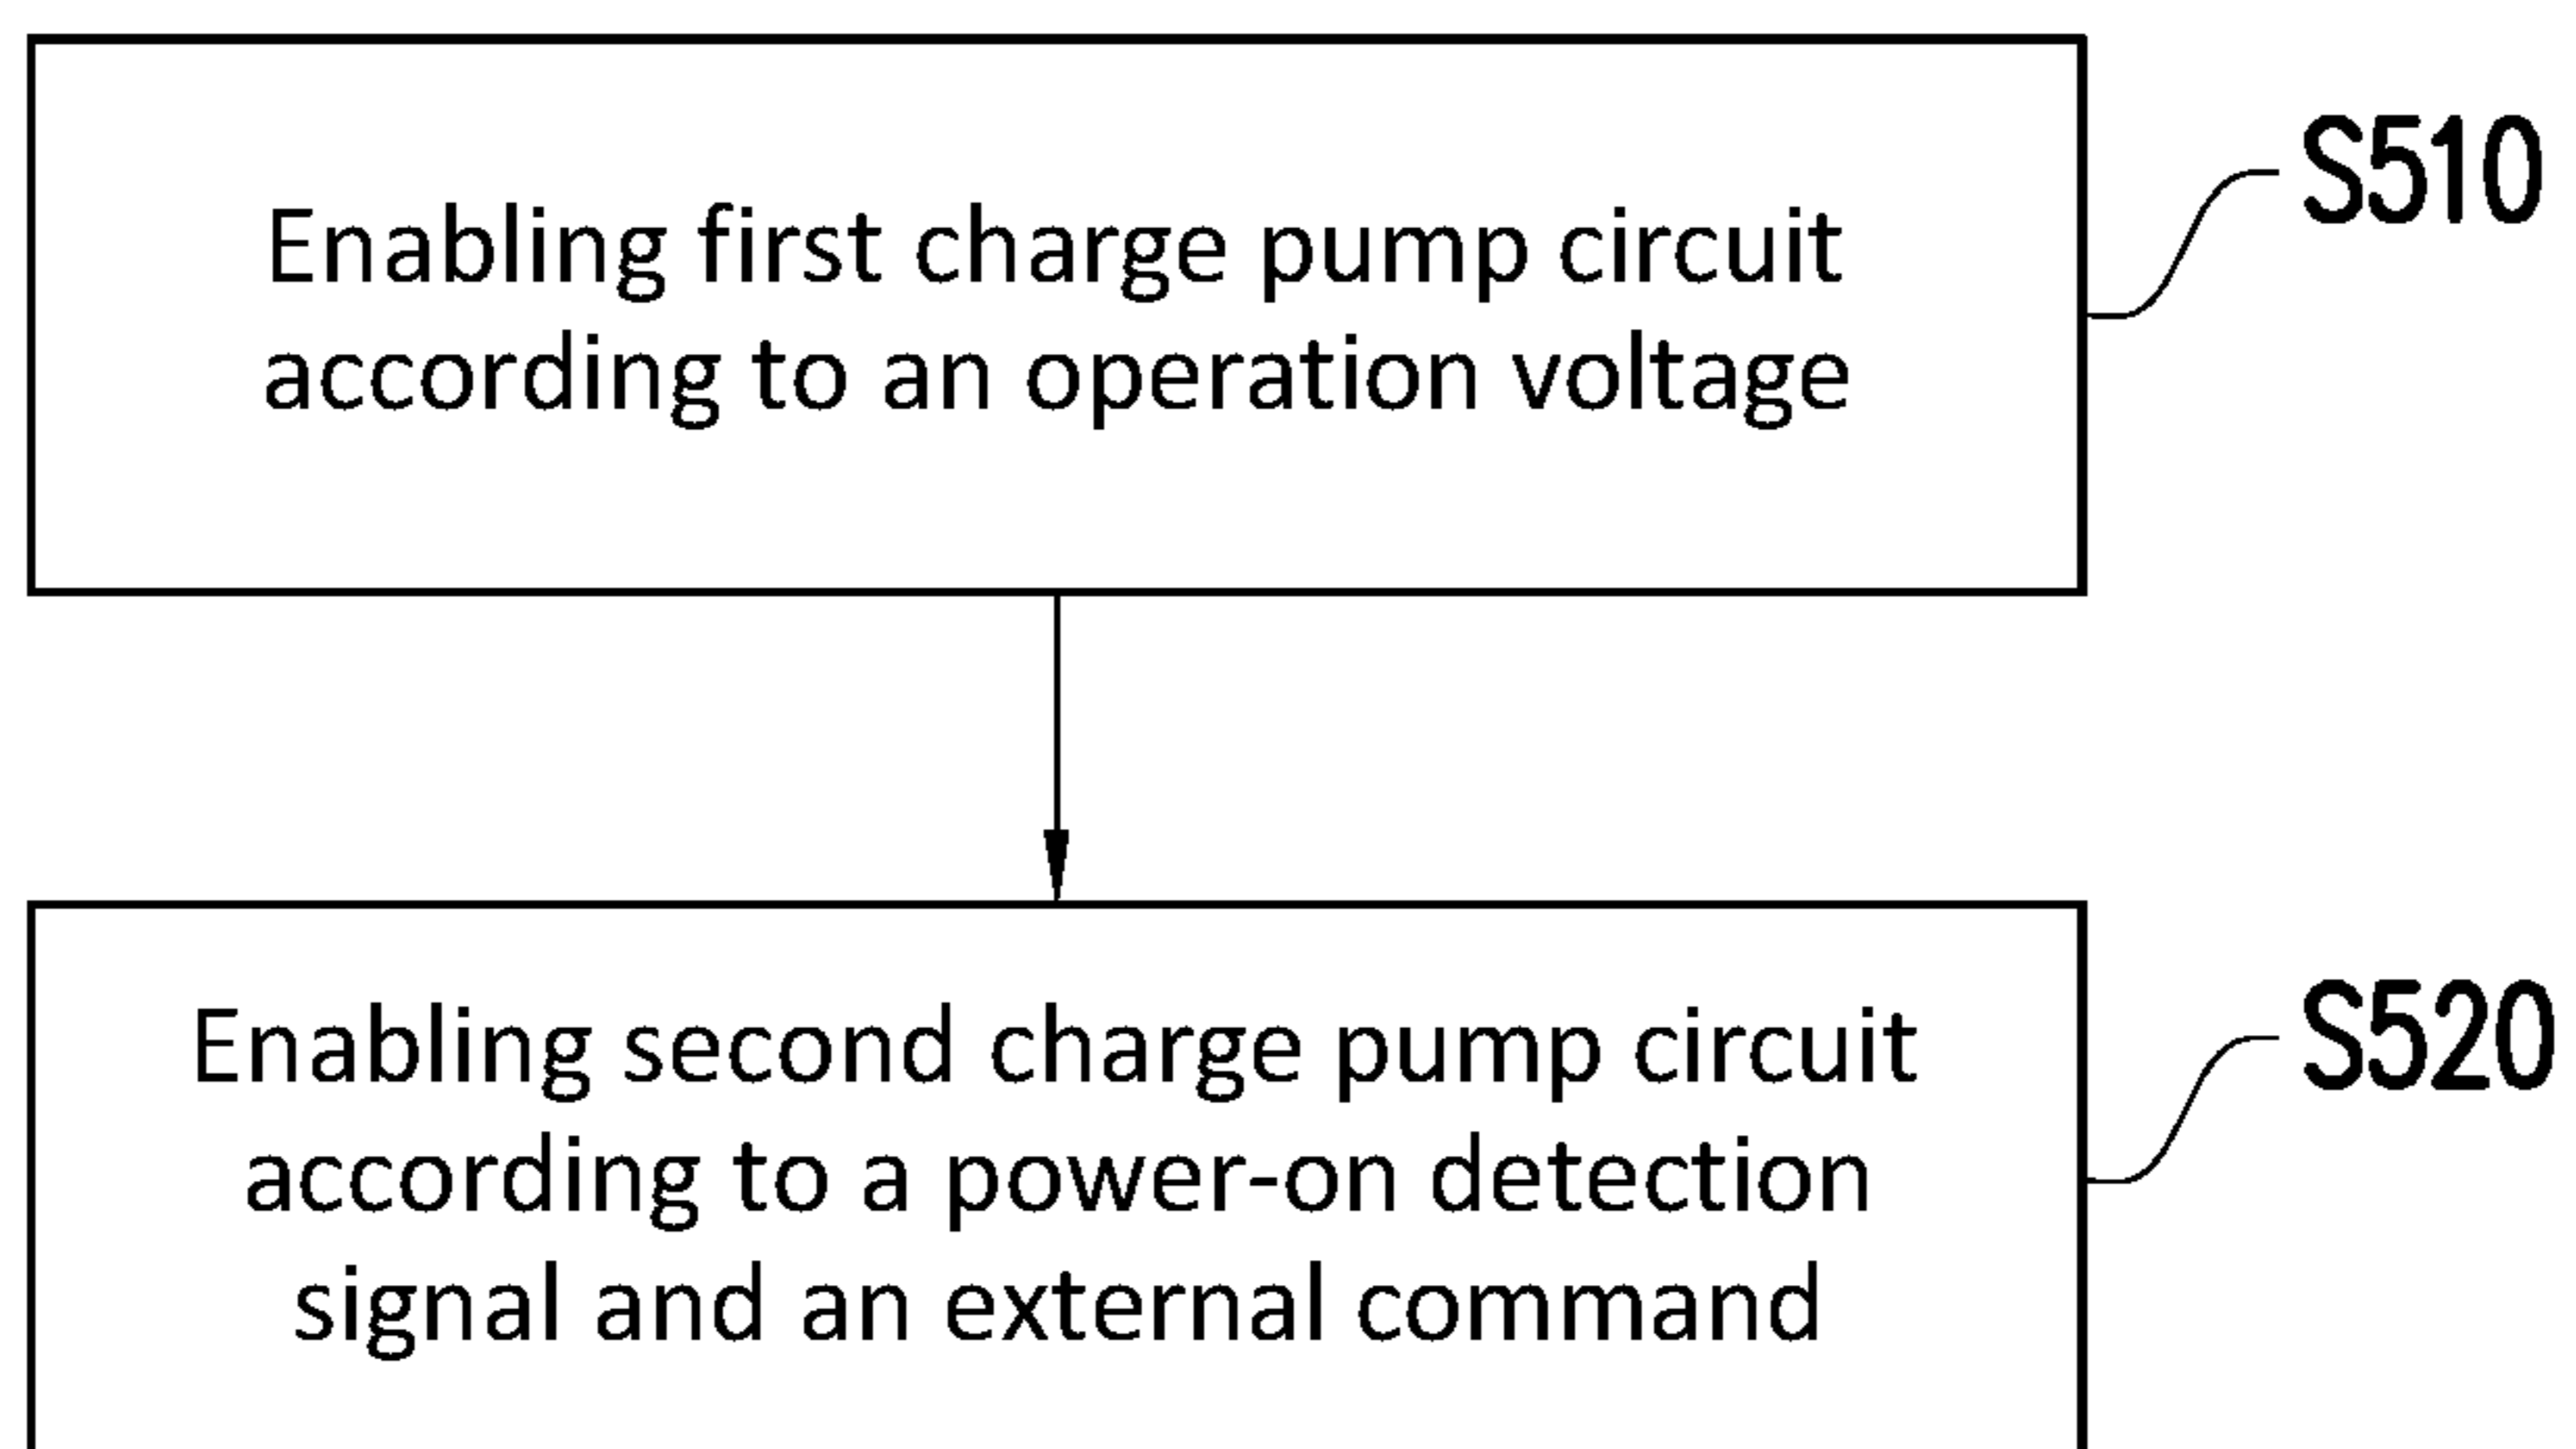 Enabling first charge pump circuit
according to an operation voltage
S510
Enabling second charge pump circuit
according to a power-on detection
signal and an external command
S520